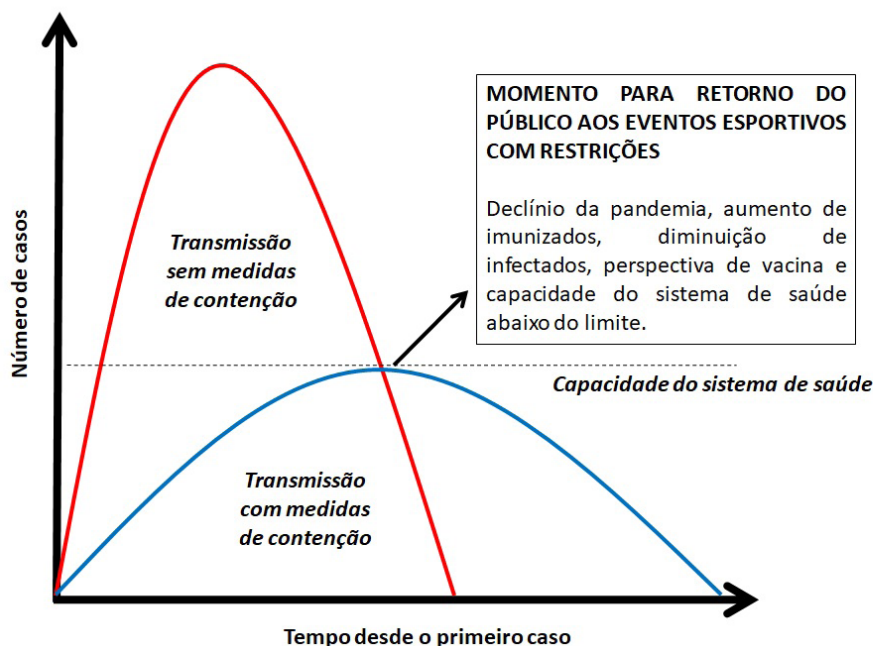 MOMENTO PARA RETORNO DO
PÚBLICO AOS EVENTOS ESPORTIVOS
COM RESTRIÇÕES
Declínio da pandemia, aumento de
imunizados, diminuição de
infectados, perspectiva de vacina e
capacidade do sistema de saúde
abaixo do limite.
Número de casos
Transmissão
sem medidas
de contenção
Capacidade do sistema de saúde
Transmissão
com medidas
de contenção
Tempo desde o primeiro caso